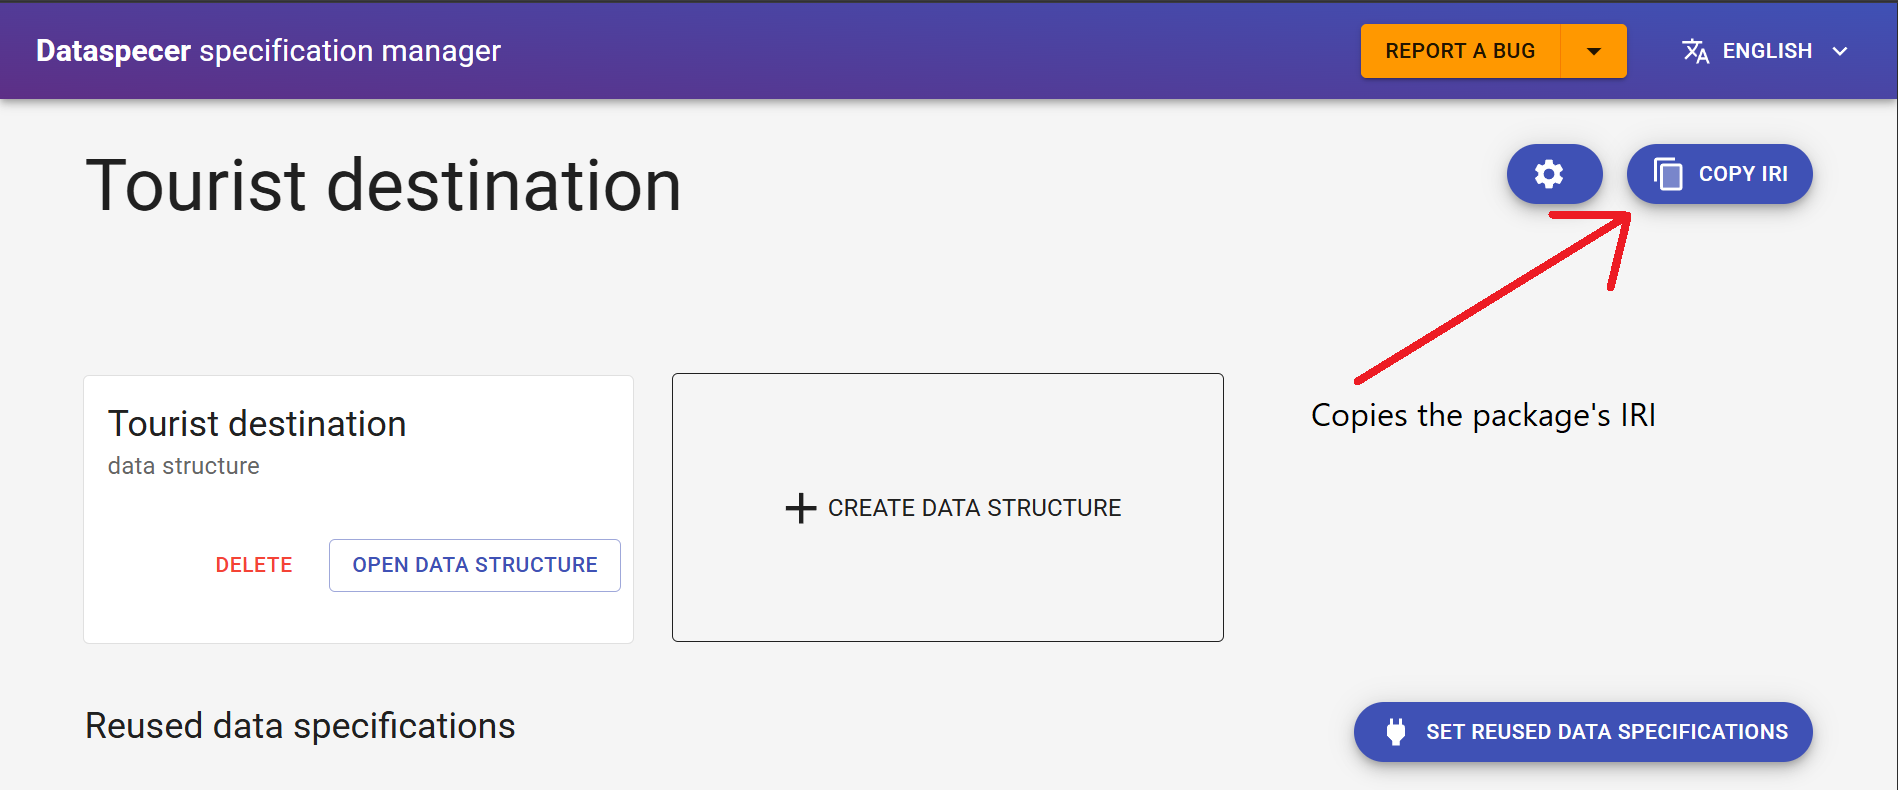 Dataspecer specification manager
REPORT A BUG
ENGLISH
Tourist destination
COPY IRI
Copies the package's IRI
Tourist destination
data structure
DELETE
OPEN DATA STRUCTURE
CREATE DATA STRUCTURE
Reused data specifications
SET REUSED DATA SPECIFICATIONS